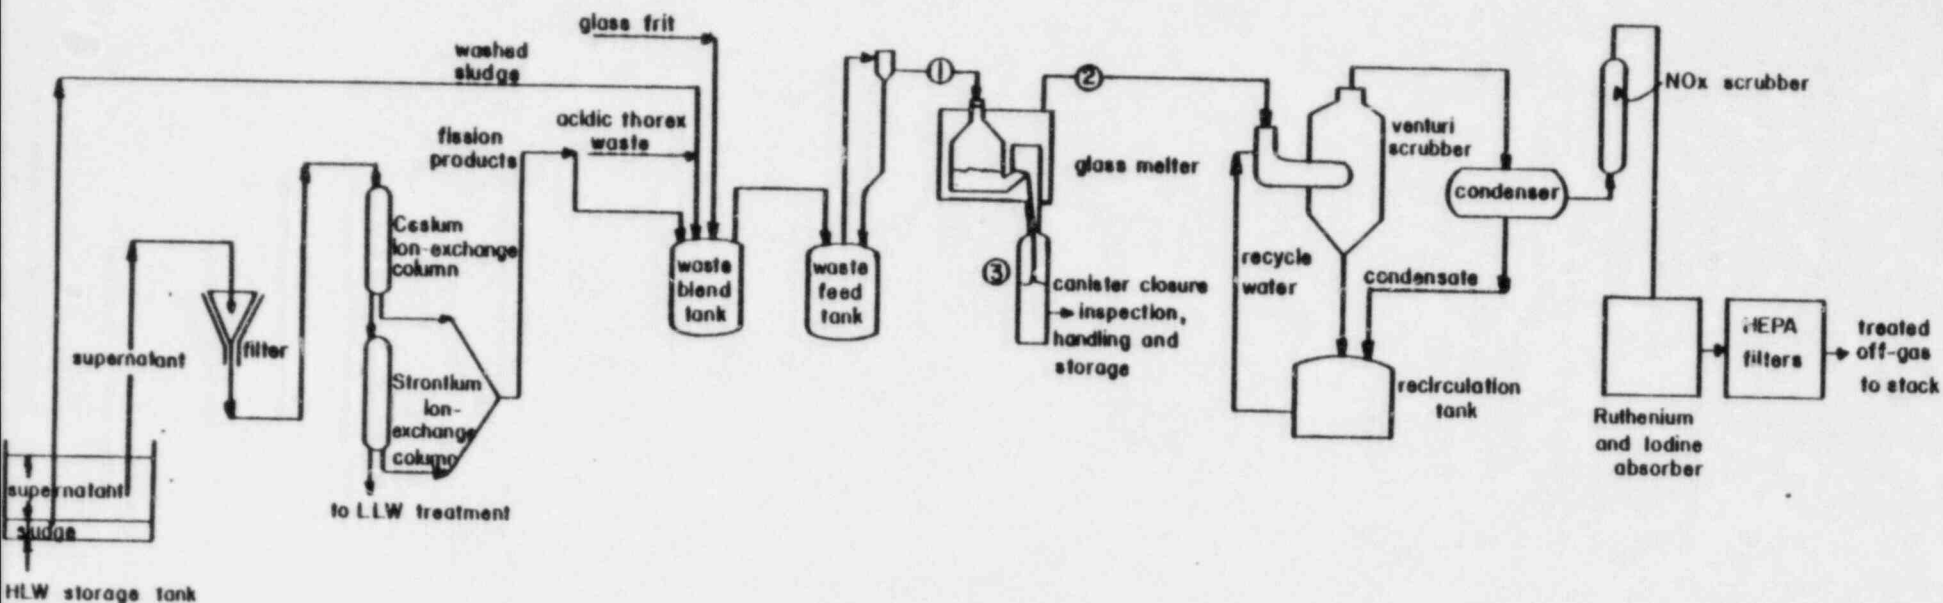 glass frit
washed
sludge
fission
products
acidic thorex
waste
Cesium
ion-exchange
column
Strontium
ion-
exchange
column
supernatant
filter
supernatant
sludge
HLW storage tank
to LLW treatment
waste
blend
tank
waste
feed
tank
1
2
3
glass melter
canister closure
inspection,
handling and
storage
recycle
water
venturi
scrubber
condenser
condensate
recirculation
tank
NOx scrubber
Ruthenium
and Iodine
absorber
HEPA
filters
treated
off-gas
to stack